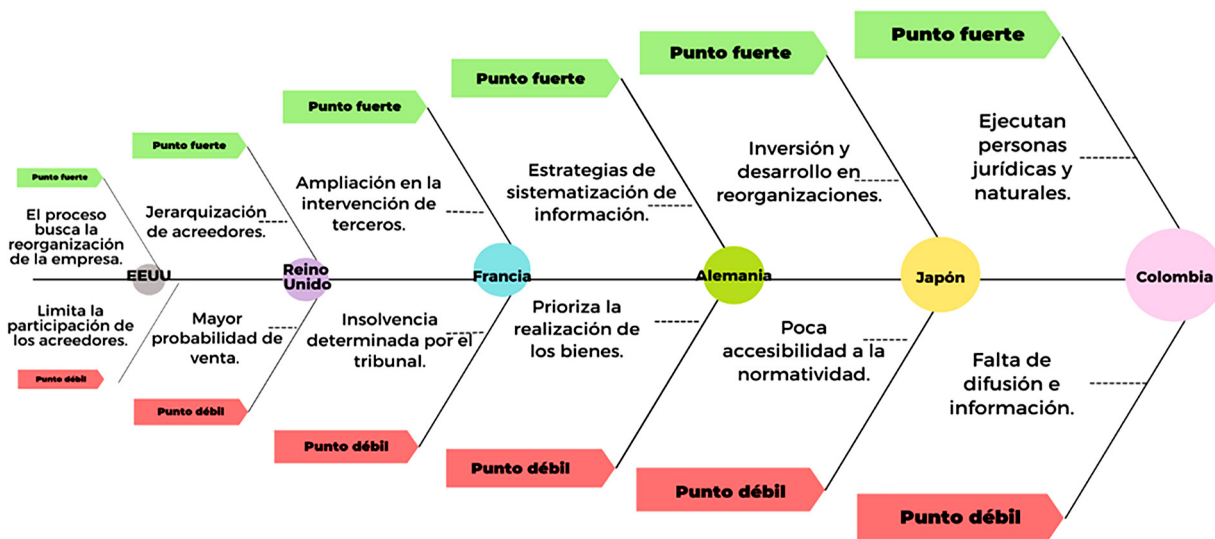 Punto fuerte
El proceso
busca la
reorganización
de la empresa.
EEUU
Limita la
participación de
los acreedores.
Punto débil
Punto fuerte
Jerarquización
de acreedores.
Reino
Unido
Mayor
probabilidad de
venta.
Punto débil
Punto fuerte
Ampliación en la
intervención de
terceros.
Francia
Insolvencia
determinada por el
tribunal.
Punto débil
Punto fuerte
Estrategias de
sistematización de
información.
Alemania
Prioriza la
realización de
los bienes.
Punto débil
Punto fuerte
Inversión y
desarrollo en
reorganizaciones.
Japón
Poca
accesibilidad a la
normatividad.
Punto débil
Punto fuerte
Ejecutan
personas
jurídicas y
naturales.
Colombia
Falta de
difusión e
información.
Punto débil